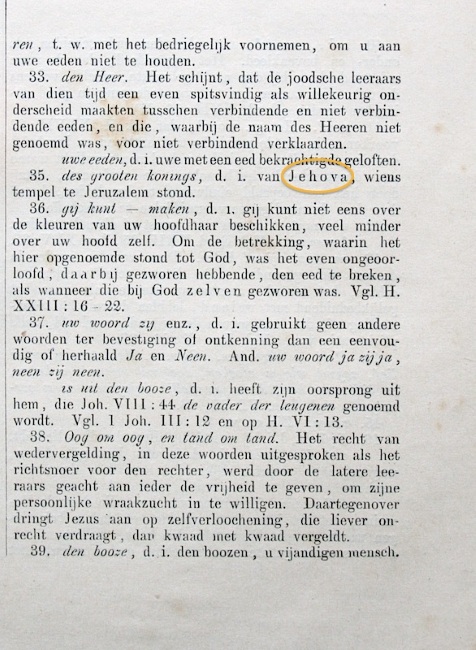 ren, t. w. met het bedriegelijk voornemen, om u aan
uwe eeden niet te houden.
33. den Heer. Het schijnt, dat de joodsche leeraars
van dien tijd een even spitsvindig als willekeurig on-
derscheid maakten tusschen verbindende en niet verbin-
dende eeden, en die, waarbij de naam des Heeren niet
genoemd was, voor niet verbindend verklaarden.
uwe eeden, d. i. uwe met een eed bekrachtigde geloften.
35. des grooten konings, d. i. van Jehova, wiens
tempel te Jeruzalem stond.
36. gij kunt — maken, d. i. gij kunt niet eens over
de kleuren van uw hoofdhaar beschikken, veel minder
over uw hoofd zelf. Om de betrekking, waarin het
hier opgenoemde stond tot God, was het even ongeoor-
loofd, daarbij gezworen hebbende, den eed te breken,
als wanneer die bij God zelven gezworen was. Vgl. H.
XXIII : 16 - 22.
37. uw woord zij enz., d. i. gebruikt geen andere
woorden ter bevestiging of ontkenning dan een eenvou-
dig of herhaald Ja en Neen. And. uw woord ja zij ja,
neen zij neen.
is uit den booze, d. i. heeft zijn oorsprong uit
hem, die Joh. VIII : 44 de vader der leugenen genoemd
wordt. Vgl. 1 Joh. III : 12 en op H. VI : 13.
38. Oog om oog, en tand om tand. Het recht van
wedervergelding, in deze woorden uitgesproken als het
richtsnoer voor den rechter, werd door de latere lee-
raars geacht aan ieder de vrijheid te geven, om zijne
persoonlijke wraakzucht in te willigen. Daartegenover
dringt Jezus aan op zelfverloochening, die liever on-
recht verdraagt, dan kwaad met kwaad vergeldt.
39. den booze, d. i. den boozen, u vijandigen mensch.